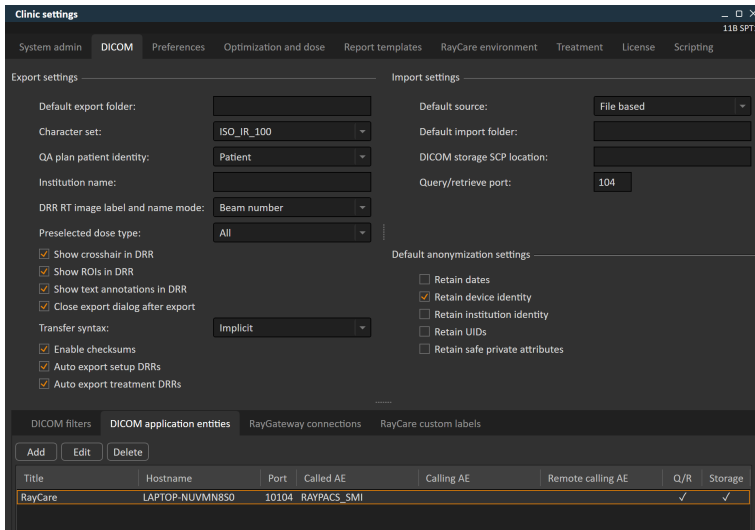 Clinic settings
11B SPT:
System admin DICOM Preferences Optimization and dose Report templates RayCare environment Treatment License Scripting
Export settings
Default export folder:
Character set: ISO_IR_100
QA plan patient identity: Patient
Institution name:
DRR RT image label and name mode: Beam number
Preselected dose type: All
Show crosshair in DRR
Show ROIs in DRR
Show text annotations in DRR
Close export dialog after export
Transfer syntax: Implicit
Enable checksums
Auto export setup DRRs
Auto export treatment DRRs
Import settings
Default source: File based
Default import folder:
DICOM storage SCP location:
Query/retrieve port: 104
Default anonymization settings
Retain dates
Retain device identity
Retain institution identity
Retain UIDs
Retain safe private attributes
DICOM filters DICOM application entities RayGateway connections RayCare custom labels
Add Edit Delete
Title Hostname Port Called AE Calling AE Remote calling AE Q/R Storage
RayCare LAPTOP-NUVMN8S0 10104 RAYPACS_SMI ✓ ✓